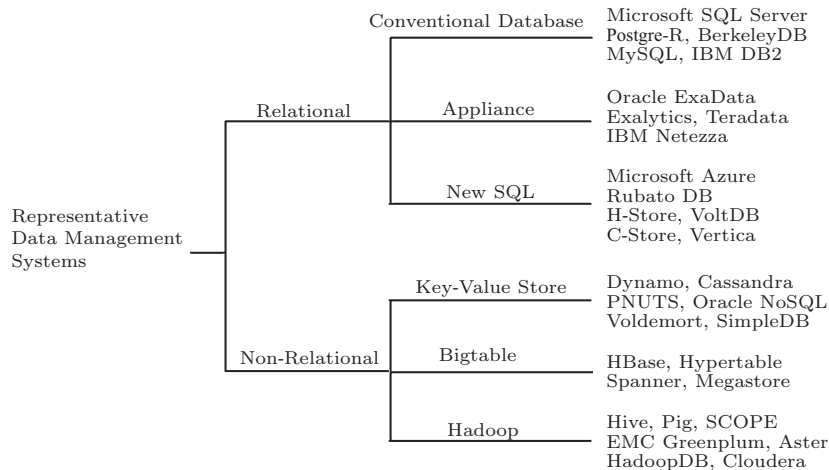 Representative
Data Management
Systems
Relational
Conventional Database
Microsoft SQL Server
Postgre-R, BerkeleyDB
MySQL, IBM DB2
Appliance
Oracle ExaData
Exalytics, Teradata
IBM Netezza
New SQL
Microsoft Azure
Rubato DB
H-Store, VoltDB
C-Store, Vertica
Non-Relational
Key-Value Store
Dynamo, Cassandra
PNUTS, Oracle NoSQL
Voldemort, SimpleDB
Bigtable
HBase, Hypertable
Spanner, Megastore
Hadoop
Hive, Pig, SCOPE
EMC Greenplum, Aster
HadoopDB, Cloudera